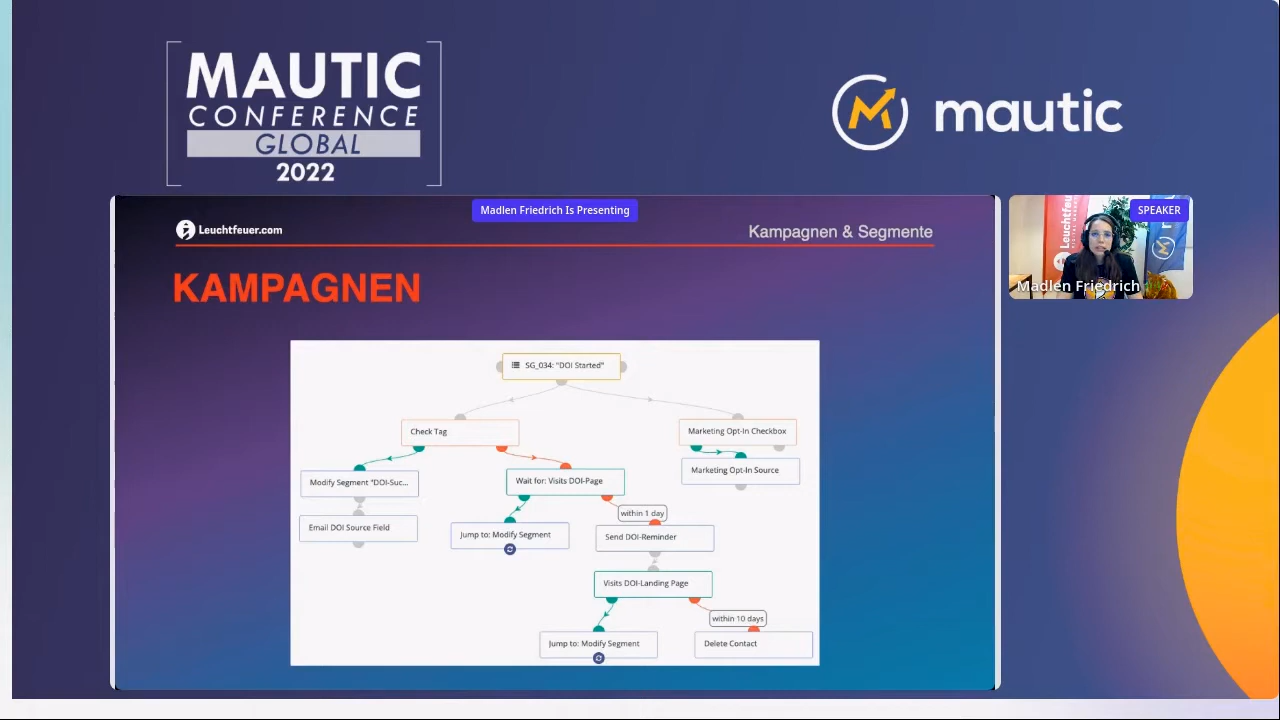 MAUTIC
CONFERENCE
GLOBAL
2022
mautic
Madlen Friedrich Is Presenting
Leuchtfeuer.com
Kampagnen & Segmente
KAMPAGNEN
SPEAKER
Leuchtfeuer
Madlen Friedrich
SG_034: "DOI Started"
Check Tag
Marketing Opt-In Checkbox
Modify Segment "DOI-Suc...
Wait for: Visits DOI-Page
Marketing Opt-In Source
within 1 day
Email DOI Source Field
Jump to: Modify Segment
Send DOI-Reminder
Visits DOI-Landing Page
within 10 days
Jump to: Modify Segment
Delete Contact